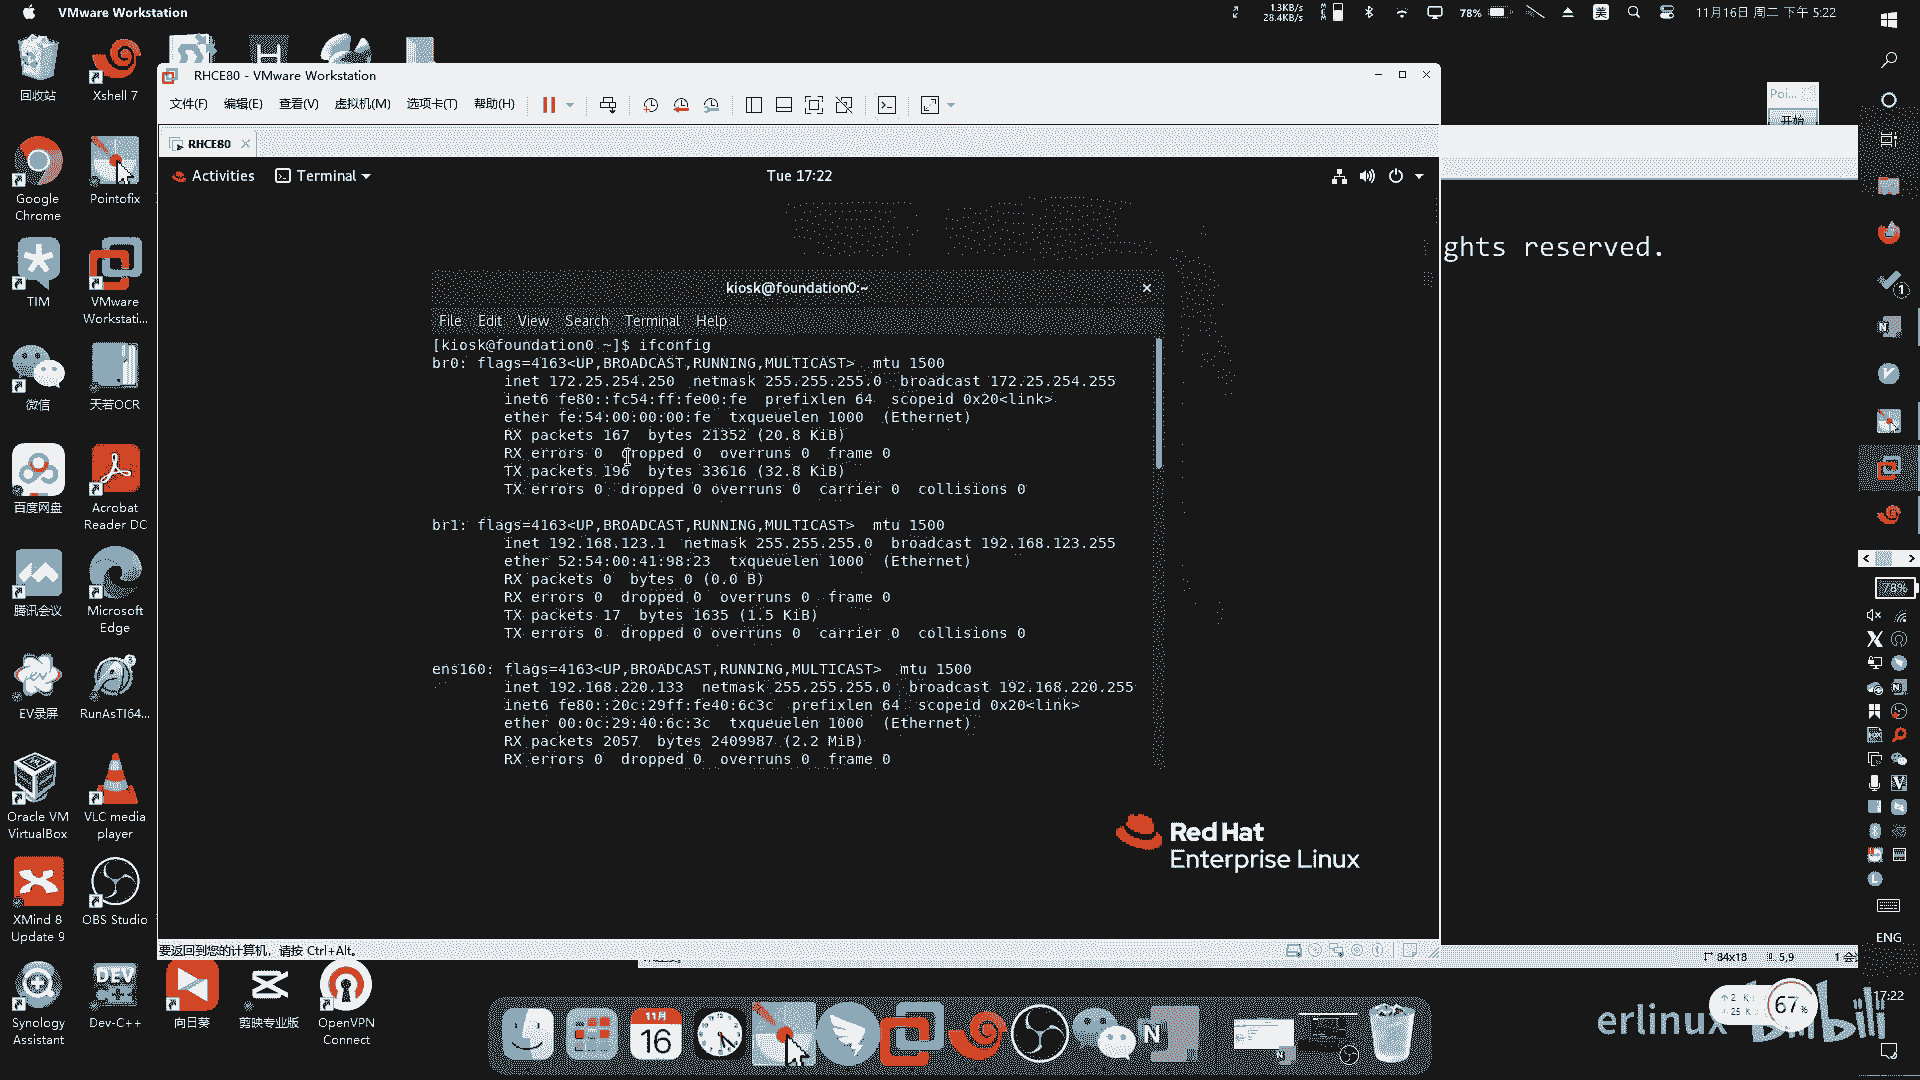 VMware Workstation
1.3KB/s
28.4KB/s
78%
美
11月16日 周二 下午 5:22
回收站
Xshell 7
Google Chrome
Pointofix
TIM
VMware Workstati...
微信
天若OCR
百度网盘
Acrobat Reader DC
腾讯会议
Microsoft Edge
EV录屏
RunAsTI64...
Oracle VM VirtualBox
VLC media player
XMind 8 Update 9
OBS Studio
Synology Assistant
DEV
Dev-C++
向日葵
剪映专业版
OpenVPN Connect
RHCE80 - VMware Workstation
文件(F) 编辑(E) 查看(V) 虚拟机(M) 选项卡(T) 帮助(H)
RHCE80
Activities Terminal
Tue 17:22
kiosk@foundation0:~
File Edit View Search Terminal Help
[kiosk@foundation0 ~]$ ifconfig
br0: flags=4163<UP,BROADCAST,RUNNING,MULTICAST>  mtu 1500
inet 172.25.254.250  netmask 255.255.255.0  broadcast 172.25.254.255
inet6 fe80::fc54:ff:fe00:fe  prefixlen 64  scopeid 0x20<link>
ether fe:54:00:00:00:fe  txqueuelen 1000  (Ethernet)
RX packets 167  bytes 21352 (20.8 KiB)
RX errors 0  dropped 0  overruns 0  frame 0
TX packets 196  bytes 33616 (32.8 KiB)
TX errors 0  dropped 0 overruns 0  carrier 0  collisions 0
br1: flags=4163<UP,BROADCAST,RUNNING,MULTICAST>  mtu 1500
inet 192.168.123.1  netmask 255.255.255.0  broadcast 192.168.123.255
ether 52:54:00:41:98:23  txqueuelen 1000  (Ethernet)
RX packets 0  bytes 0 (0.0 B)
RX errors 0  dropped 0  overruns 0  frame 0
TX packets 17  bytes 1635 (1.5 KiB)
TX errors 0  dropped 0 overruns 0  carrier 0  collisions 0
ens160: flags=4163<UP,BROADCAST,RUNNING,MULTICAST>  mtu 1500
inet 192.168.220.133  netmask 255.255.255.0  broadcast 192.168.220.255
inet6 fe80::20c:29ff:fe40:6c3c  prefixlen 64  scopeid 0x20<link>
ether 00:0c:29:40:6c:3c  txqueuelen 1000  (Ethernet)
RX packets 2057  bytes 2409987 (2.2 MiB)
RX errors 0  dropped 0  overruns 0  frame 0
Red Hat
Enterprise Linux
要返回到您的计算机，请按 Ctrl+Alt。
Poi...
开始
ghts reserved.
84x18
5,9
78%
ENG
17:22
11月
16
67%
erlinux
bilibili